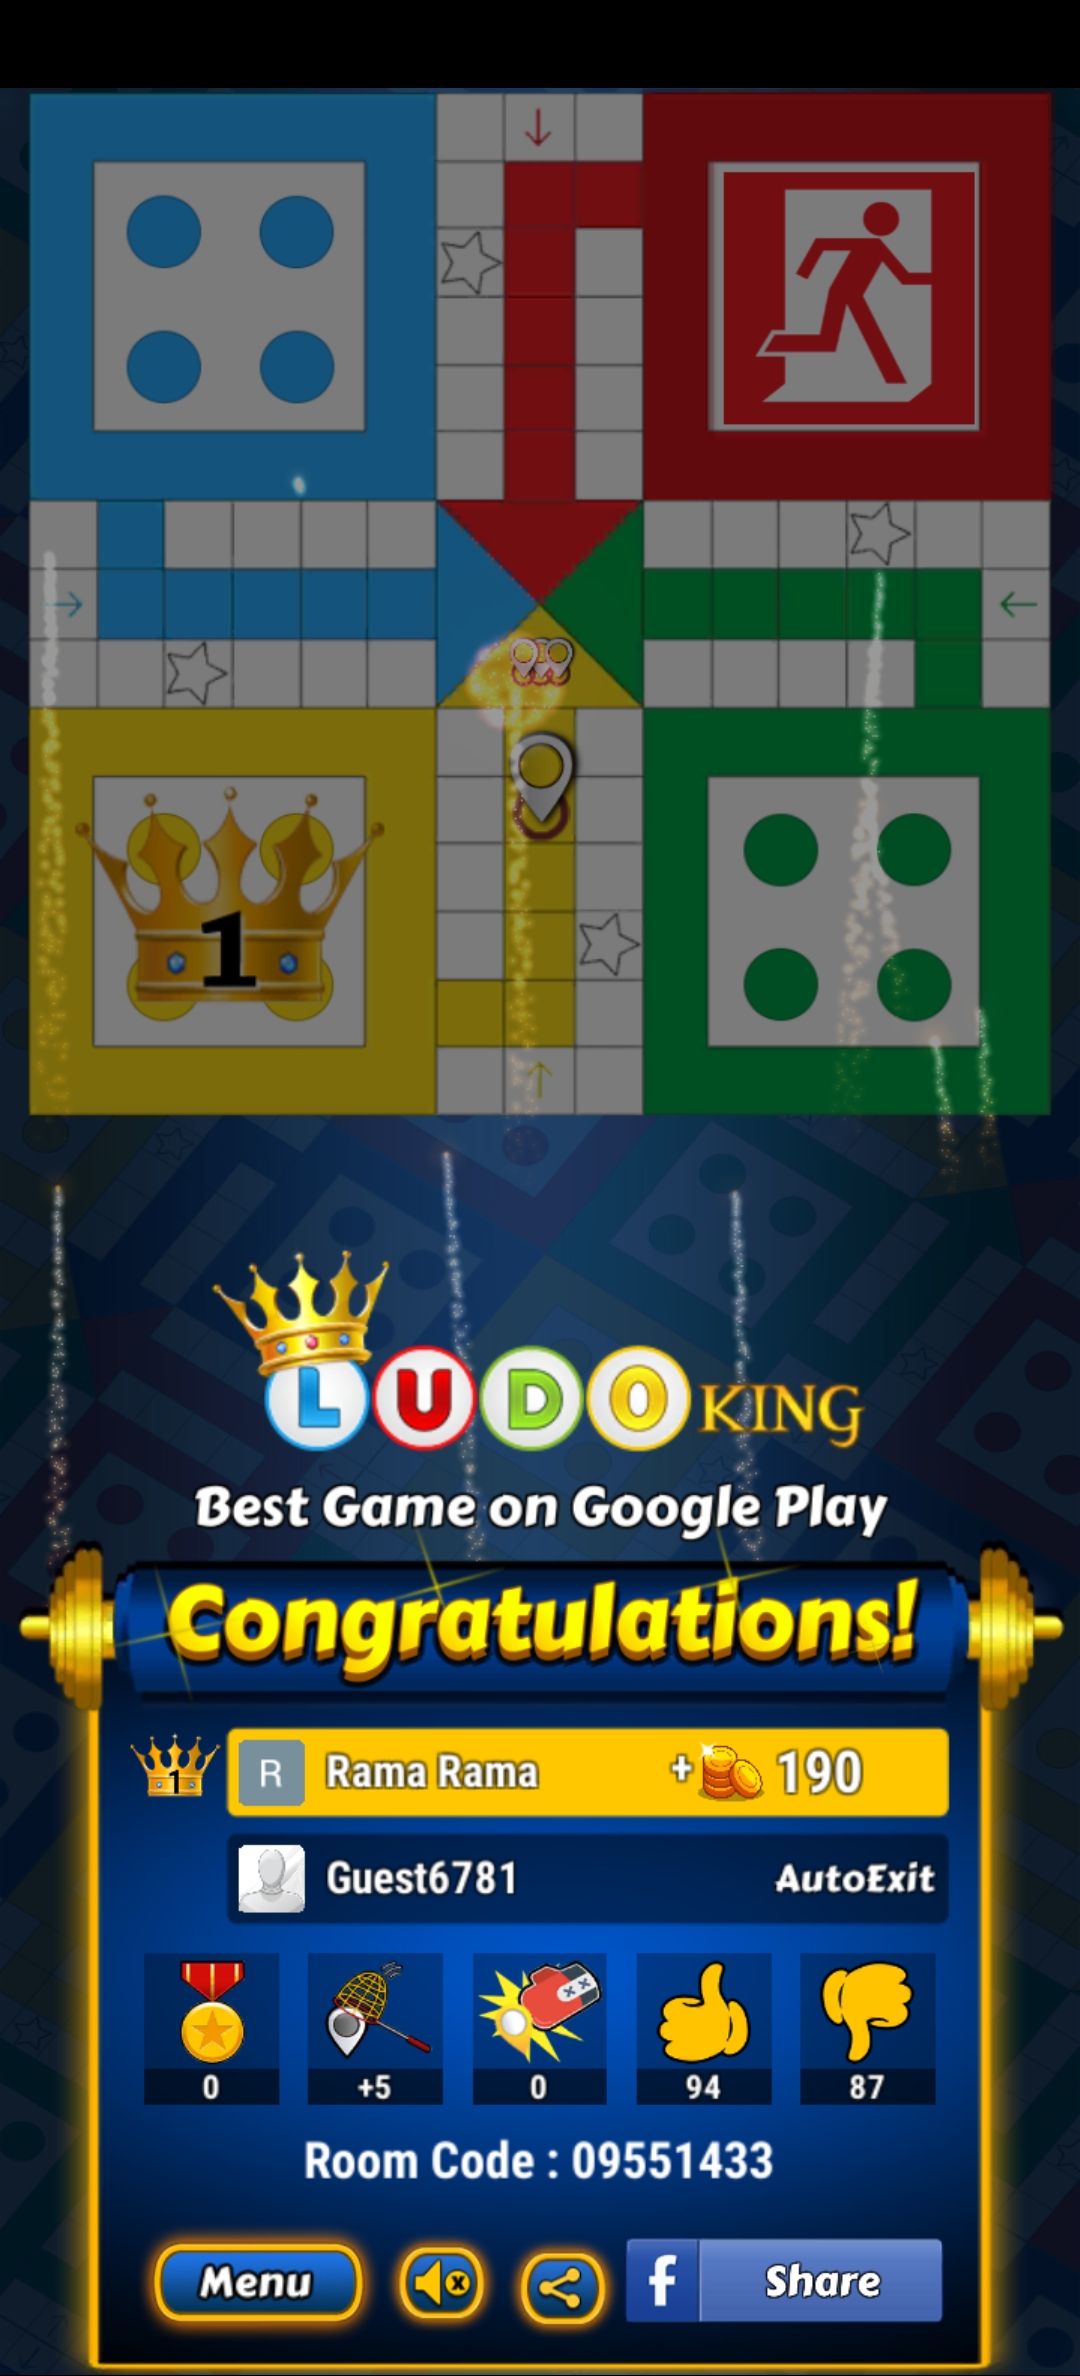 1
LUDO KING
Best Game on Google Play
Congratulations!
1 R Rama Rama + 190
Guest6781 AutoExit
0 +5 0 94 87
Room Code : 09551433
Menu x f Share